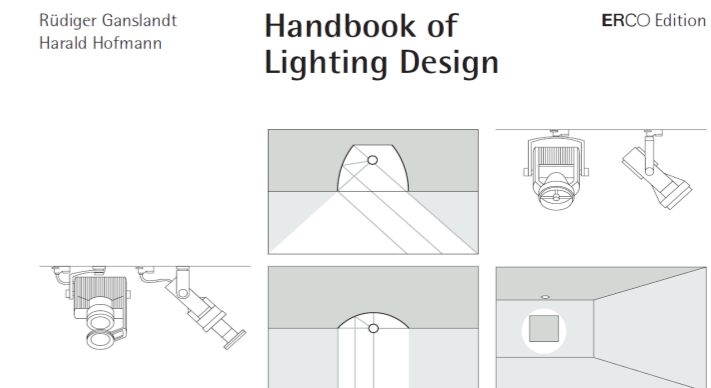 Rüdiger Ganslandt
Harald Hofmann
Handbook of
Lighting Design
ERCO Edition